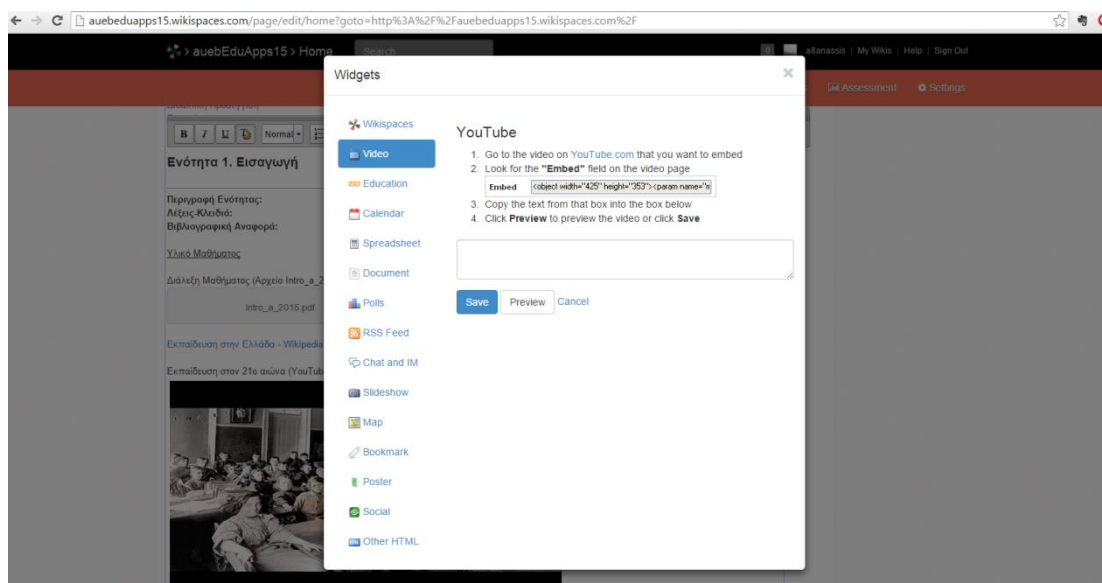 auebeduapps15.wikispaces.com/page/edit/home?goto=http%3A%2F%2Fauebeduapps15.wikispaces.com%2F
> auebEduApps15 > Home
Search
0
a8anassis | My Wikis | Help | Sign Out
Assessment
Settings
Widgets
×
B I U
Normal
Ενότητα 1. Εισαγωγή
Περιγραφή Ενότητας:
Λέξεις-Κλειδιά:
Βιβλιογραφική Αναφορά:
Υλικό Μαθήματος
Διάλεξη Μαθήματος (Αρχείο Intro_a_2
Intro_a_2015.pdf
Εκπαίδευση στην Ελλάδα - Wikipedia
Εκπαίδευση στον 21ο αιώνα (YouTub
Wikispaces
Video
Education
Calendar
Spreadsheet
Document
Polls
RSS Feed
Chat and IM
Slideshow
Map
Bookmark
Poster
Social
Other HTML
YouTube
1. Go to the video on YouTube.com that you want to embed
2. Look for the "Embed" field on the video page
Embed <object width="425" height="353"><param name="
3. Copy the text from that box into the box below
4. Click Preview to preview the video or click Save
Save Preview Cancel